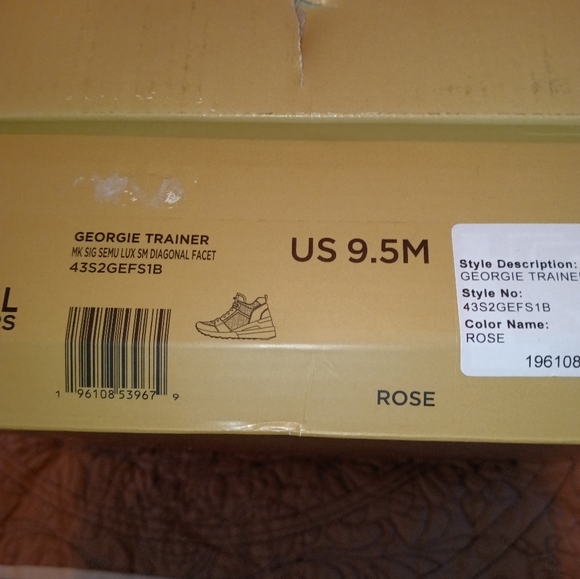 GEORGIE TRAINER
MK SIG SEMU LUX SM DIAGONAL FACET
43S2GEFS1B
US 9.5M
L
RS
1 96108 53967 9
ROSE
Style Description:
GEORGIE TRAINE
Style No:
43S2GEFS1B
Color Name:
ROSE
196108